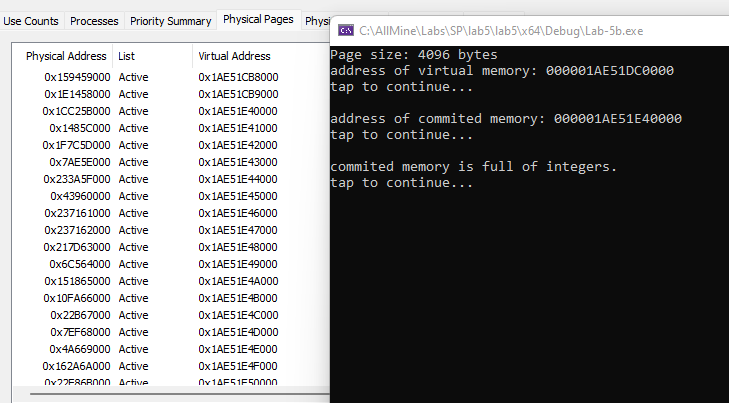 Use Counts Processes Priority Summary Physical Pages
Physical Address List Virtual Address
0x159459000 Active 0x1AE51CB8000
0x1E1458000 Active 0x1AE51CB9000
0x1CC25B000 Active 0x1AE51E40000
0x1485C000 Active 0x1AE51E41000
0x1F7C5D000 Active 0x1AE51E42000
0x7AE5E000 Active 0x1AE51E43000
0x233A5F000 Active 0x1AE51E44000
0x43960000 Active 0x1AE51E45000
0x237161000 Active 0x1AE51E46000
0x237162000 Active 0x1AE51E47000
0x217D63000 Active 0x1AE51E48000
0x6C564000 Active 0x1AE51E49000
0x151865000 Active 0x1AE51E4A000
0x10FA66000 Active 0x1AE51E4B000
0x22B67000 Active 0x1AE51E4C000
0x7EF68000 Active 0x1AE51E4D000
0x4A669000 Active 0x1AE51E4E000
0x162A6A000 Active 0x1AE51E4F000
0x22E86B000 Active 0x1AE51E50000
C:\AllMine\Labs\SP\lab5\lab5\x64\Debug\Lab-5b.exe
Page size: 4096 bytes
address of virtual memory: 000001AE51DC0000
tap to continue...
address of commited memory: 000001AE51E40000
tap to continue...
commited memory is full of integers.
tap to continue...